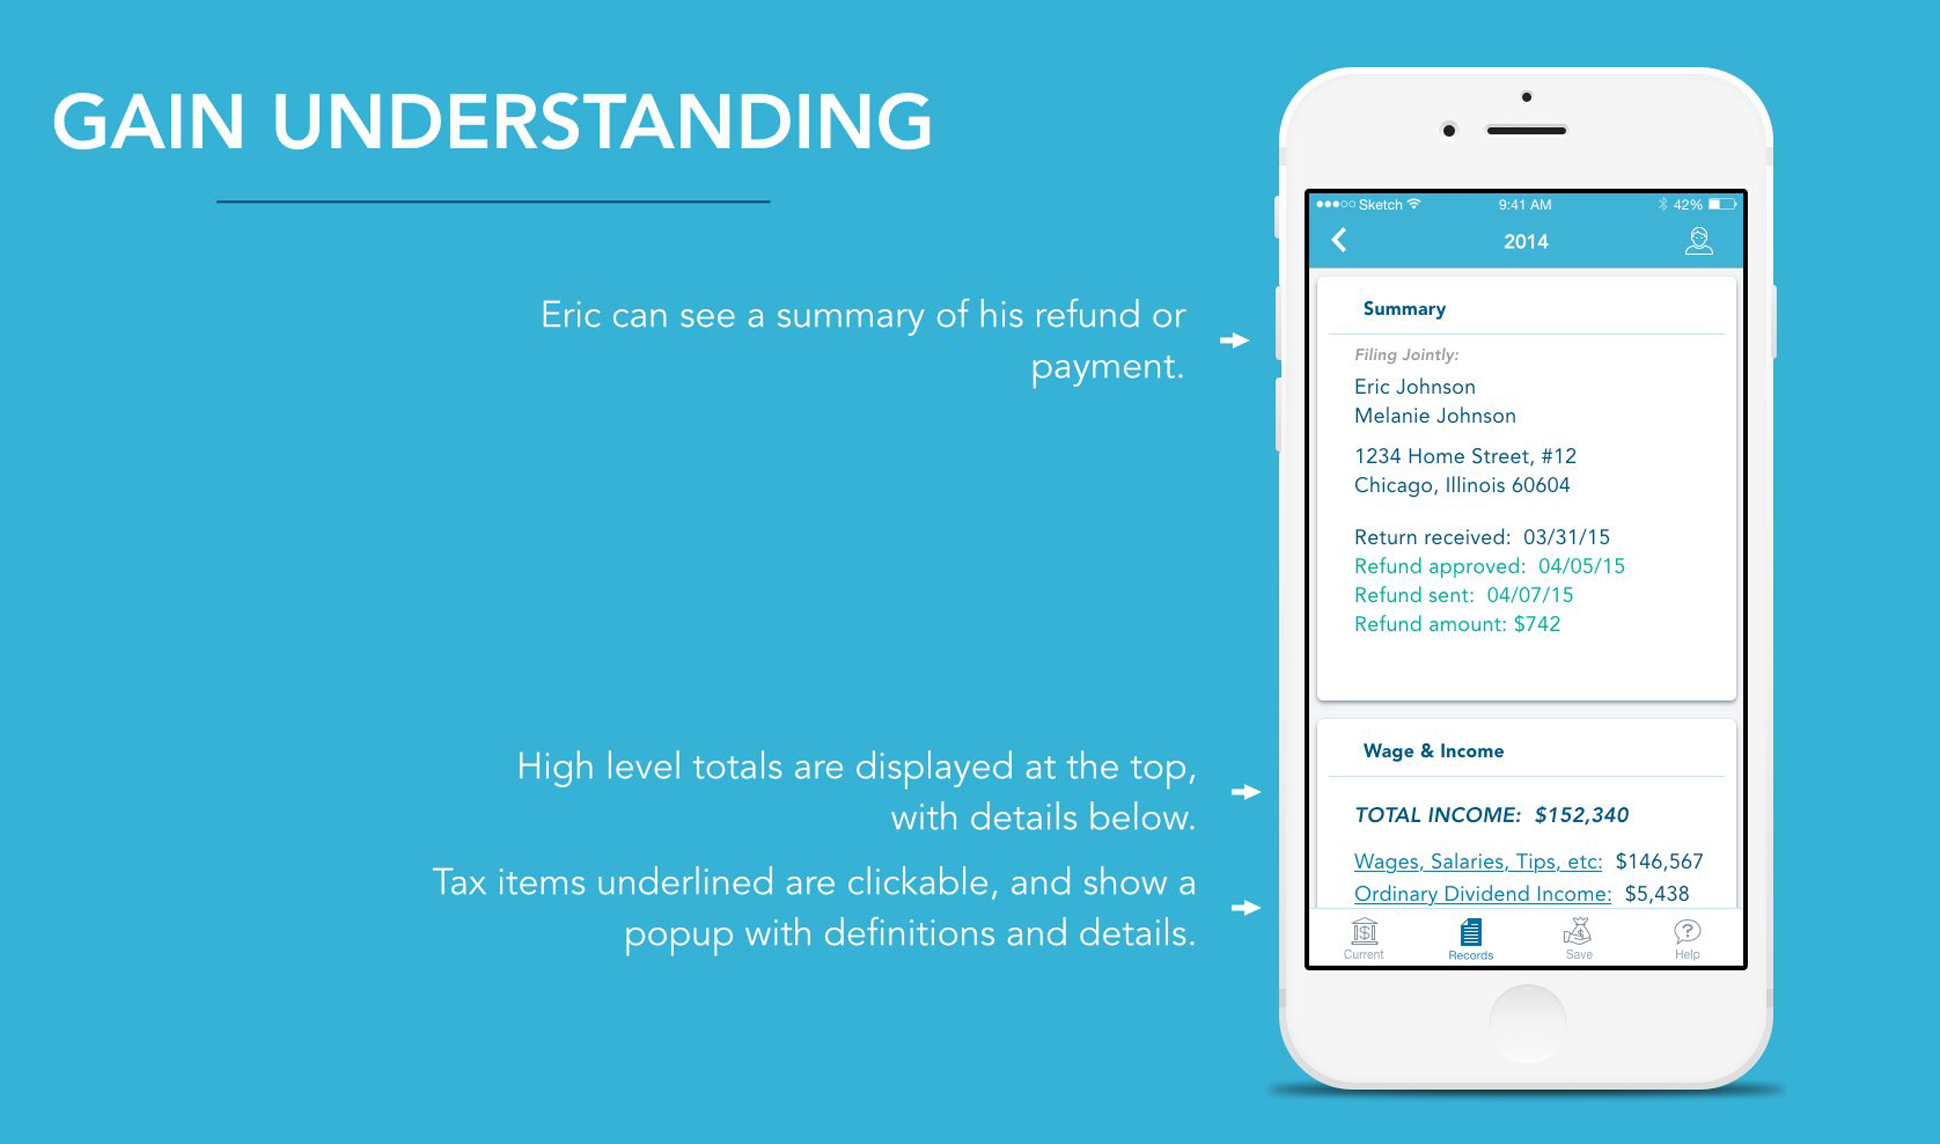 GAIN UNDERSTANDING
Eric can see a summary of his refund or
payment.
High level totals are displayed at the top,
with details below.
Tax items underlined are clickable, and show a
popup with definitions and details.
Sketch 9:41 AM 42%
2014
Summary
Filing Jointly:
Eric Johnson
Melanie Johnson
1234 Home Street, #12
Chicago, Illinois 60604
Return received: 03/31/15
Refund approved: 04/05/15
Refund sent: 04/07/15
Refund amount: $742
Wage & Income
TOTAL INCOME: $152,340
Wages, Salaries, Tips, etc: $146,567
Ordinary Dividend Income: $5,438
Current Records Save Help